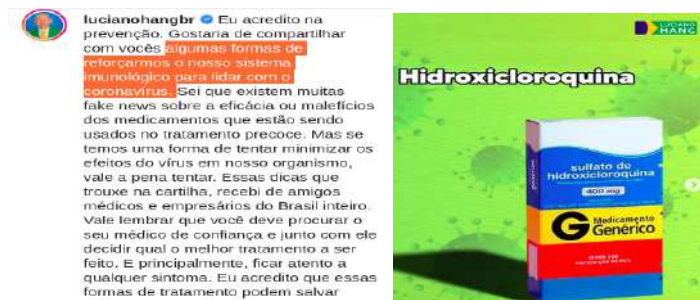 lucianohangbr Eu acredito na
prevenção. Gostaria de compartilhar
com vocês algumas formas de
reforçarmos o nosso sistema
imunológico para lidar com o
coronavírus. Sei que existem muitas
fake news sobre a eficácia ou malefícios
dos medicamentos que estão sendo
usados no tratamento precoce. Mas se
temos uma forma de tentar minimizar os
efeitos do vírus em nosso organismo,
vale a pena tentar. Essas dicas que
trouxe na cartilha, recebi de amigos
médicos e empresários do Brasil inteiro.
Vale lembrar que você deve procurar o
seu médico de confiança e junto com ele
decidir qual o melhor tratamento a ser
feito. E principalmente, ficar atento a
qualquer sintoma. Eu acredito que essas
formas de tratamento podem salvar
LUCIANO
HANG
Hidroxicloroquina
sulfato de
hidroxicloroquina
400 mg
G Medicamento
Genérico